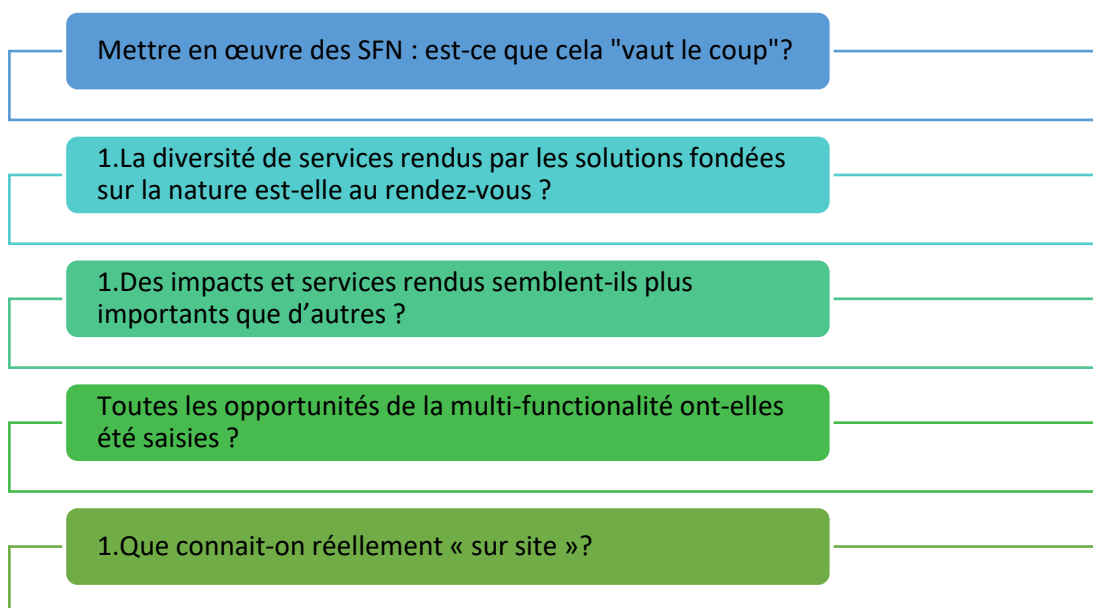 Mettre en œuvre des SFN : est-ce que cela "vaut le coup"?
1.La diversité de services rendus par les solutions fondées
sur la nature est-elle au rendez-vous ?
1.Des impacts et services rendus semblent-ils plus
importants que d’autres ?
Toutes les opportunités de la multi-functionalité ont-elles
été saisies ?
1.Que connait-on réellement « sur site »?